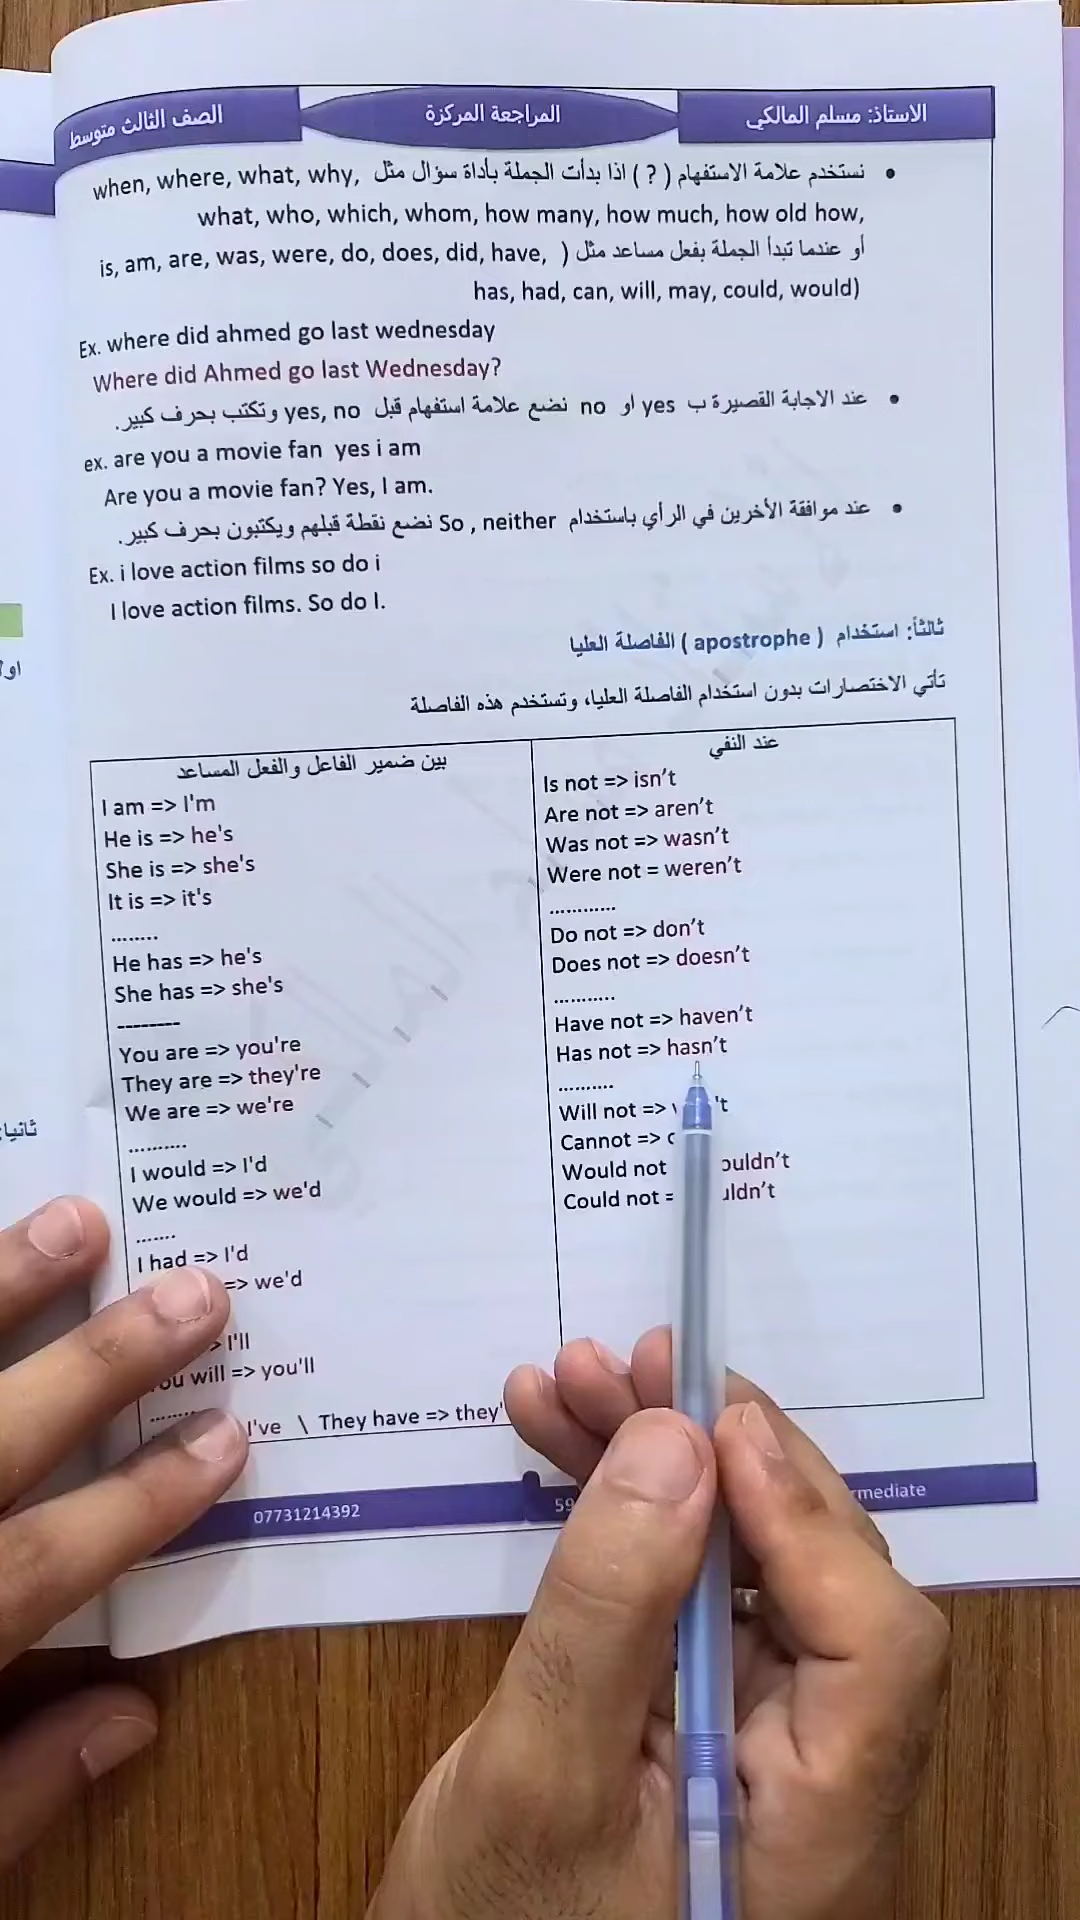 الصف الثالث متوسط
المراجعة المركزة
الاستاذ: مسلم المالكي
• نستخدم علامة الاستفهام ( ? ) اذا بدأت الجملة بأداة سؤال مثل when, where, what, why,
what, who, which, whom, how many, how much, how old how,
أو عندما تبدأ الجملة بفعل مساعد مثل ( is, am, are, was, were, do, does, did, have,
has, had, can, will, may, could, would)
Ex. where did ahmed go last wednesday
Where did Ahmed go last Wednesday?
• عند الاجابة القصيرة ب yes او no نضع علامة استفهام قبل yes, no وتكتب بحرف كبير.
ex. are you a movie fan yes i am
Are you a movie fan? Yes, I am.
• عند موافقة الأخرين في الرأي باستخدام So , neither نضع نقطة قبلهم ويكتبون بحرف كبير.
Ex. i love action films so do i
I love action films. So do I.
ثالثاً: استخدام ( apostrophe ) الفاصلة العليا
تأتي الاختصارات بدون استخدام الفاصلة العليا، وتستخدم هذه الفاصلة
بين ضمير الفاعل والفعل المساعد
I am => I'm
He is => he's
She is => she's
It is => it's
........
He has => he's
She has => she's
--------
You are => you're
They are => they're
We are => we're
..........
I would => I'd
We would => we'd
.......
I had => I'd
=> we'd
> I'll
will => you'll
I've \ They have =>
عند النفي
Is not => isn't
Are not => aren't
Was not => wasn't
Were not = weren't
............
Do not => don't
Does not => doesn't
...........
Have not => haven't
Has not => hasn't
..........
Will not =>
Cannot =>
Would not
Could not =
07731214392
59
اولا
ثانيا: